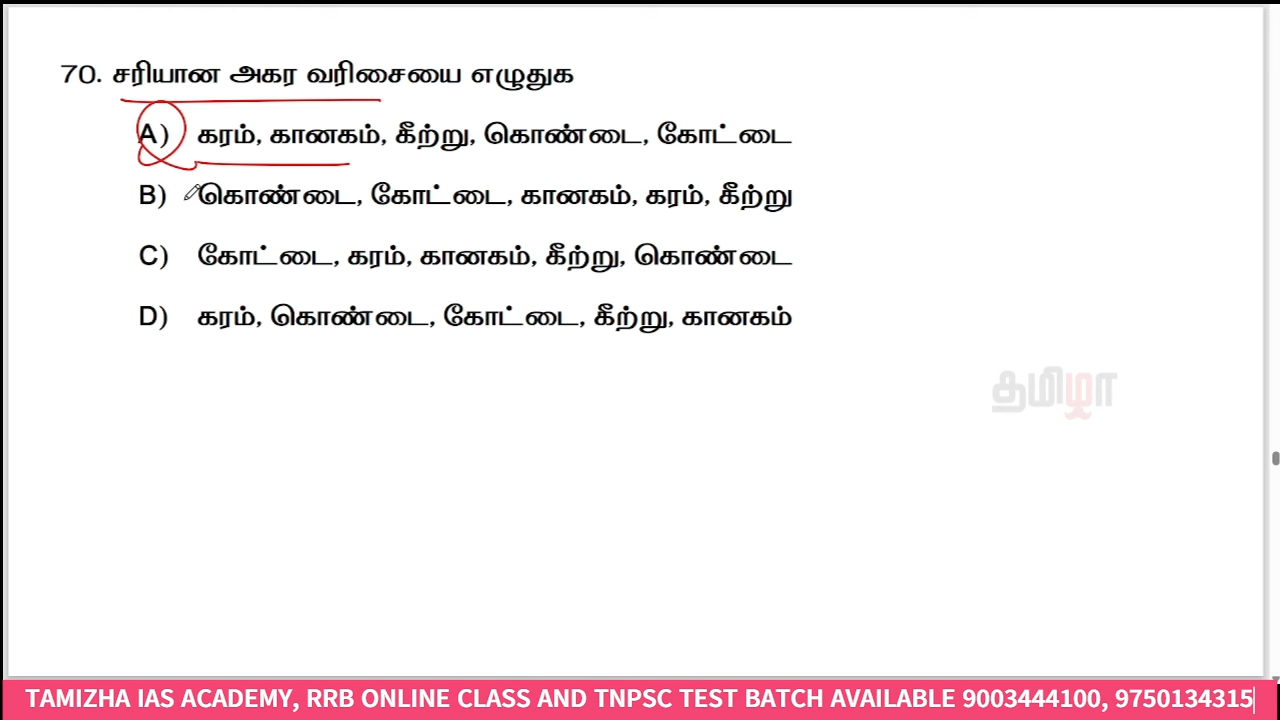 70. சரியான அகர வரிசையை எழுதுக
A) கரம், கானகம், கீற்று, கொண்டை, கோட்டை
B) கொண்டை, கோட்டை, கானகம், கரம், கீற்று
C) கோட்டை, கரம், கானகம், கீற்று, கொண்டை
D) கரம், கொண்டை, கோட்டை, கீற்று, கானகம்
தமிழா
TAMIZHA IAS ACADEMY, RRB ONLINE CLASS AND TNPSC TEST BATCH AVAILABLE 9003444100, 9750134315